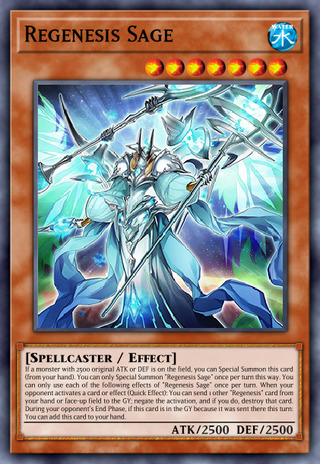 Regenesis Sage
WATER
水
[Spellcaster / Effect]
If a monster with 2500 original ATK or DEF is on the field, you can Special Summon this card
(from your hand). You can only Special Summon "Regenesis Sage" once per turn this way. You
can only use each of the following effects of "Regenesis Sage" once per turn. When your
opponent activates a card or effect (Quick Effect): You can send 1 other "Regenesis" card from
your hand or face-up field to the GY; negate the activation, and if you do, destroy that card.
During your opponent's End Phase, if this card is in the GY because it was sent there this turn:
You can add this card to your hand.
ATK/2500 DEF/2500